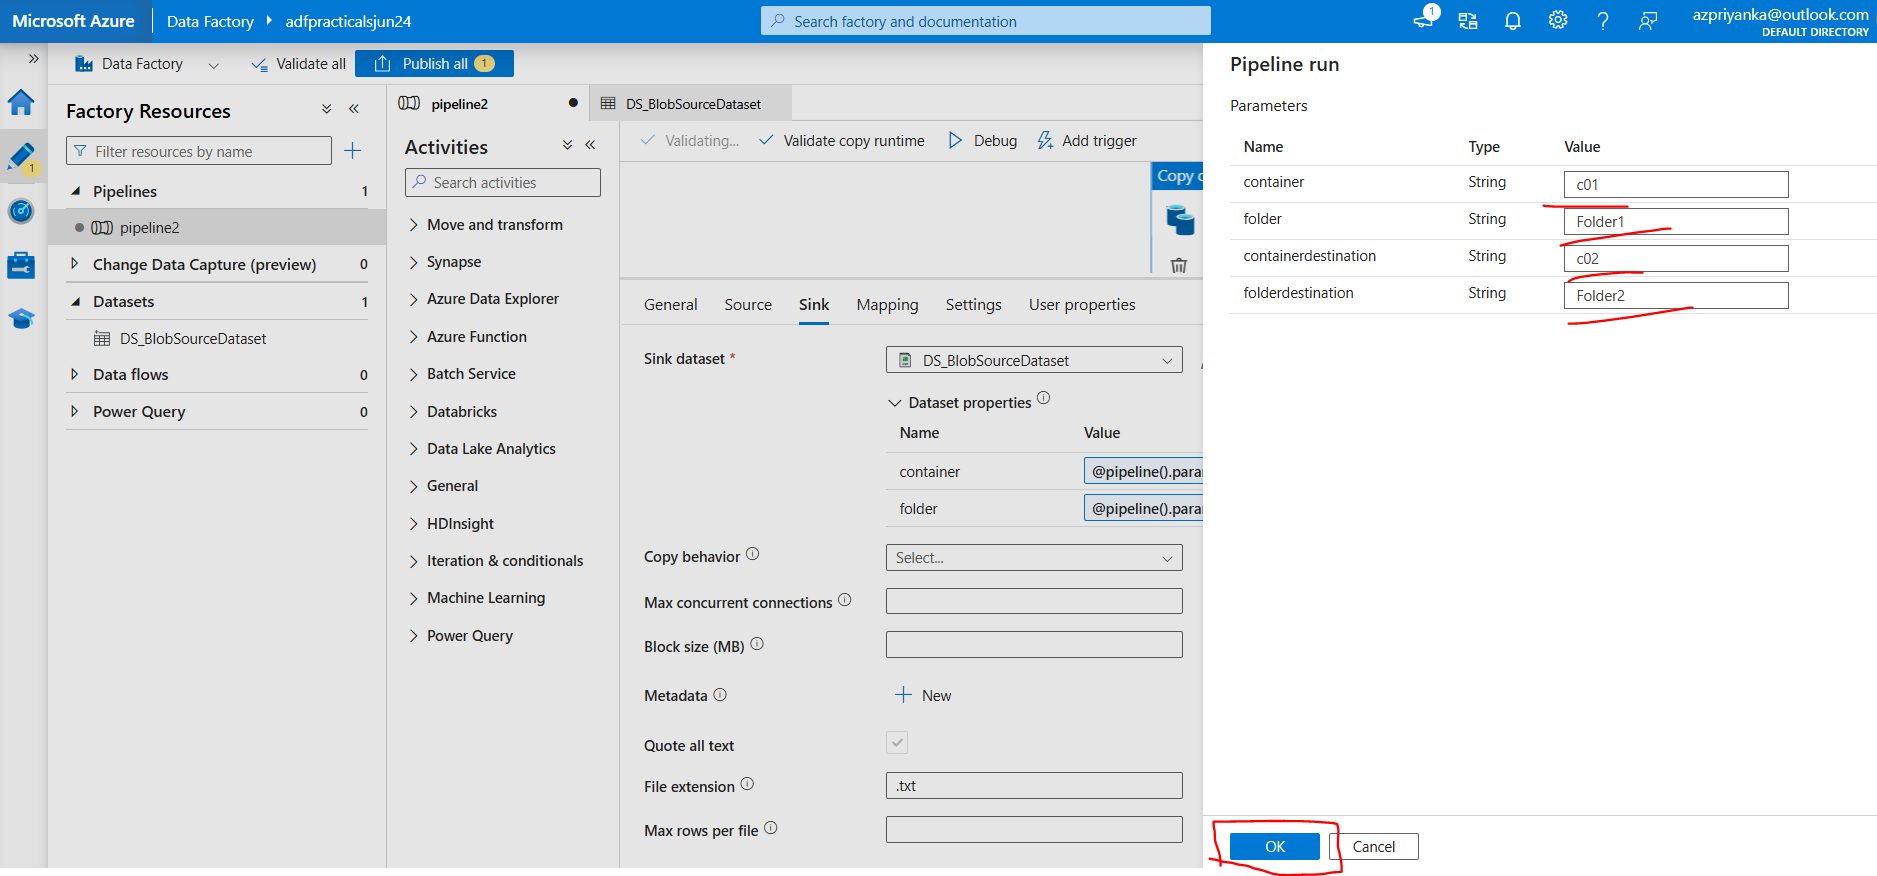 Microsoft Azure
Data Factory
adfpracticalsjun24
Search factory and documentation
1
azpriyanka@outlook.com
DEFAULT DIRECTORY
Data Factory
Validate all
Publish all 1
1
Factory Resources
Filter resources by name
Pipelines 1
pipeline2
Change Data Capture (preview) 0
Datasets 1
DS_BlobSourceDataset
Data flows 0
Power Query 0
pipeline2
DS_BlobSourceDataset
Activities
Search activities
Move and transform
Synapse
Azure Data Explorer
Azure Function
Batch Service
Databricks
Data Lake Analytics
General
HDInsight
Iteration & conditionals
Machine Learning
Power Query
Validating...
Validate copy runtime
Debug
Add trigger
Copy
General
Source
Sink
Mapping
Settings
User properties
Sink dataset *
DS_BlobSourceDataset
Dataset properties
Name Value
container @pipeline().para
folder @pipeline().para
Copy behavior
Select...
Max concurrent connections
Block size (MB)
Metadata
New
Quote all text
File extension
.txt
Max rows per file
Pipeline run
Parameters
Name Type Value
container String c01
folder String Folder1
containerdestination String c02
folderdestination String Folder2
OK
Cancel